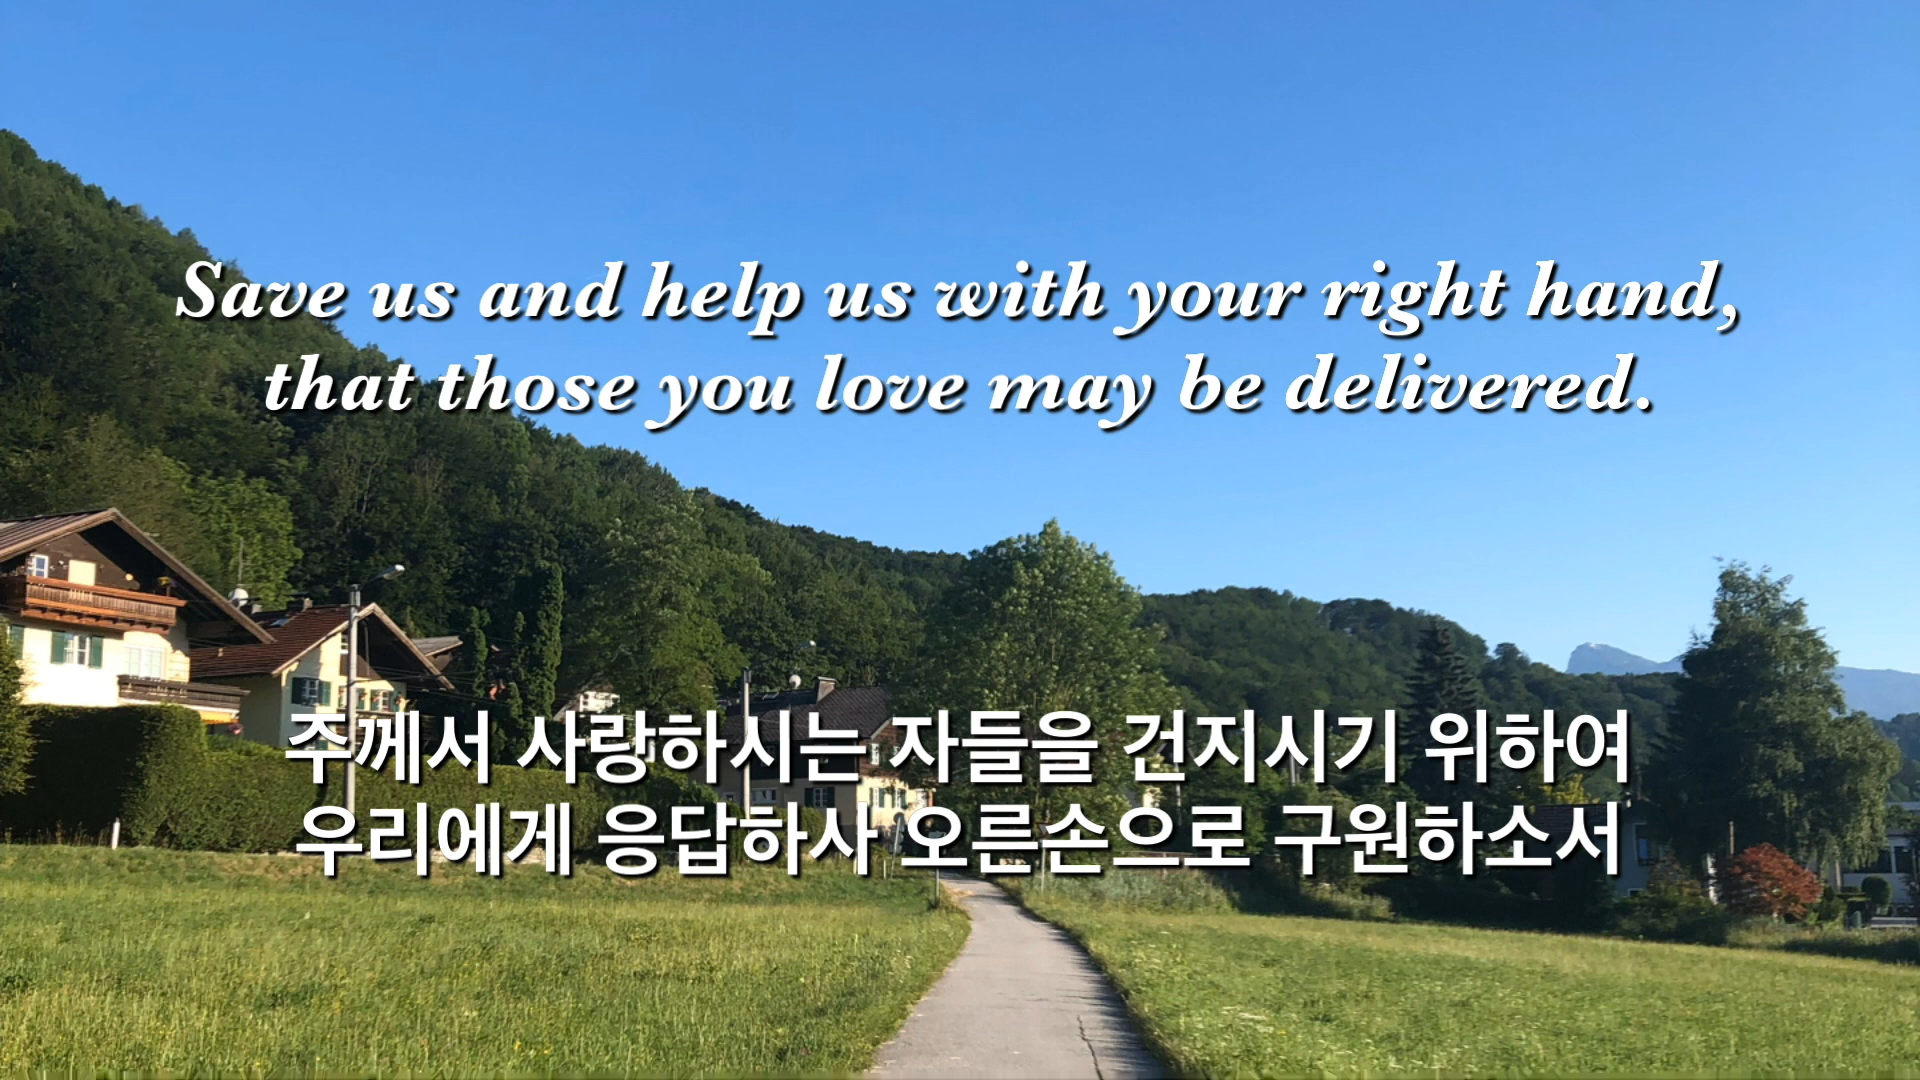 Save us and help us with your right hand,
that those you love may be delivered.
주께서 사랑하시는 자들을 건지시기 위하여
우리에게 응답하사 오른손으로 구원하소서